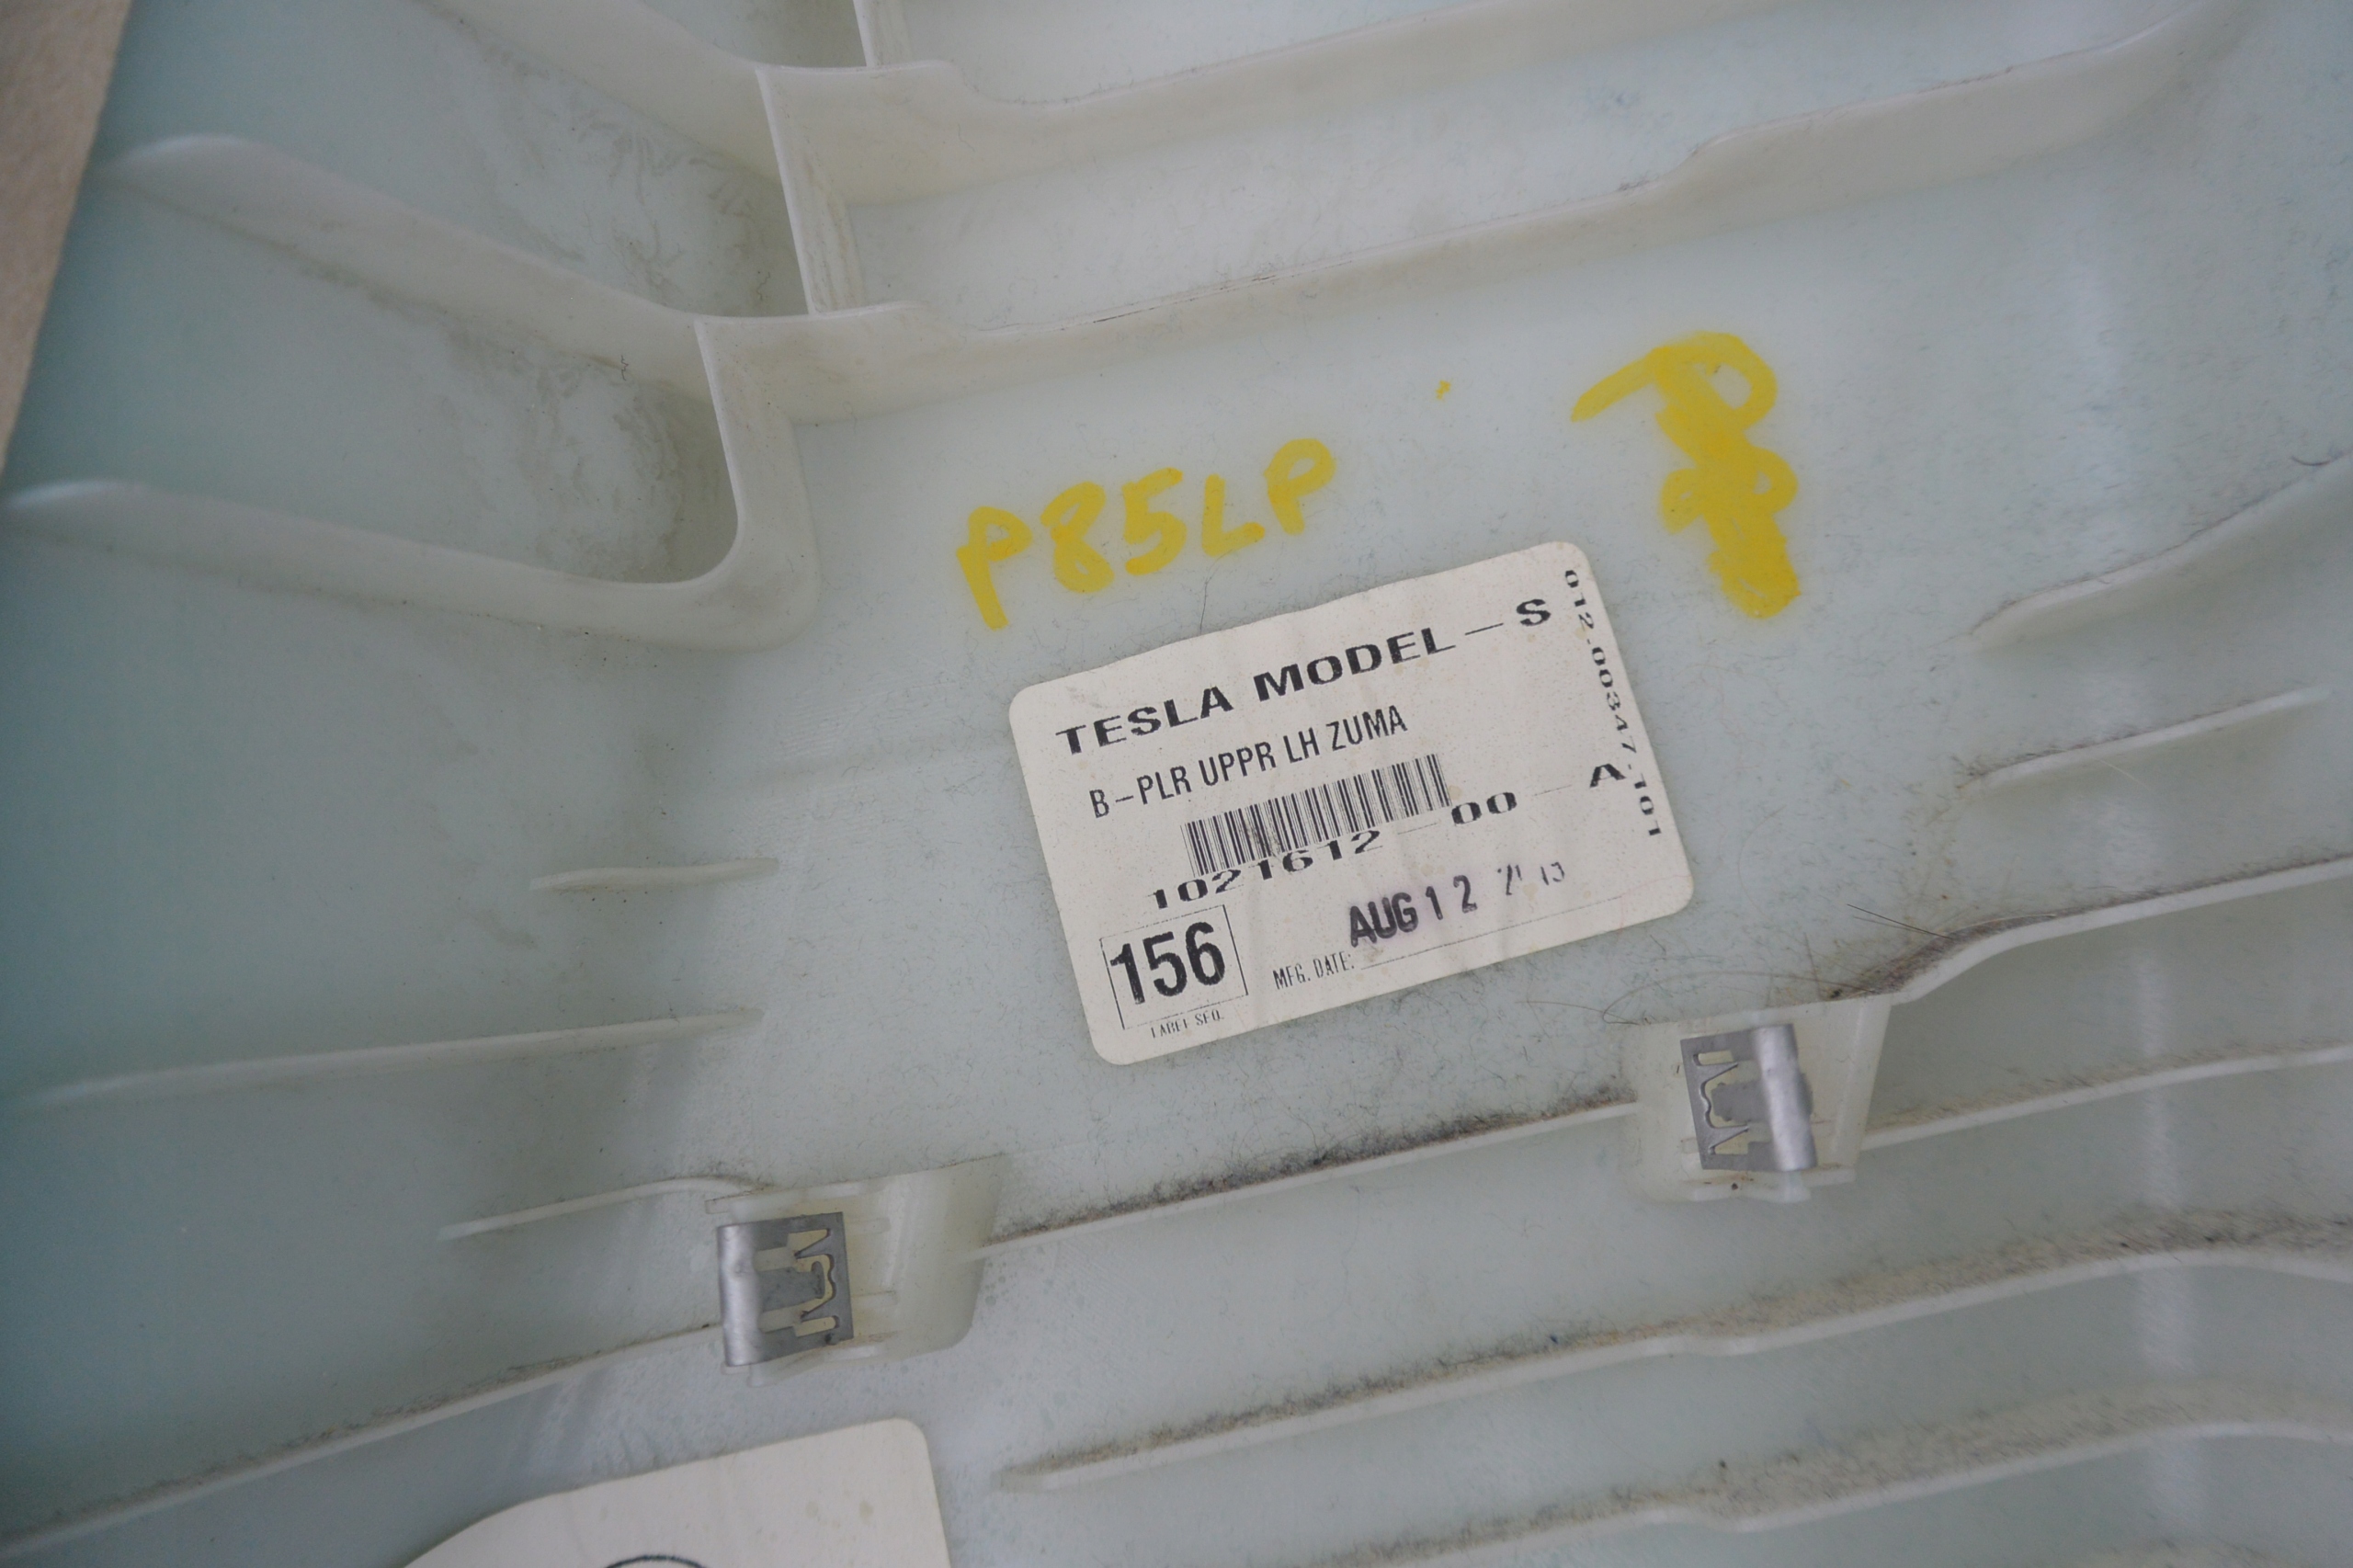 P85LP
TESLA MODEL-S
B-PLR UPPR LH ZUMA
1021612-00-A
012.00347.101
156
LABEL SEQ.
MFG. DATE: AUG 12